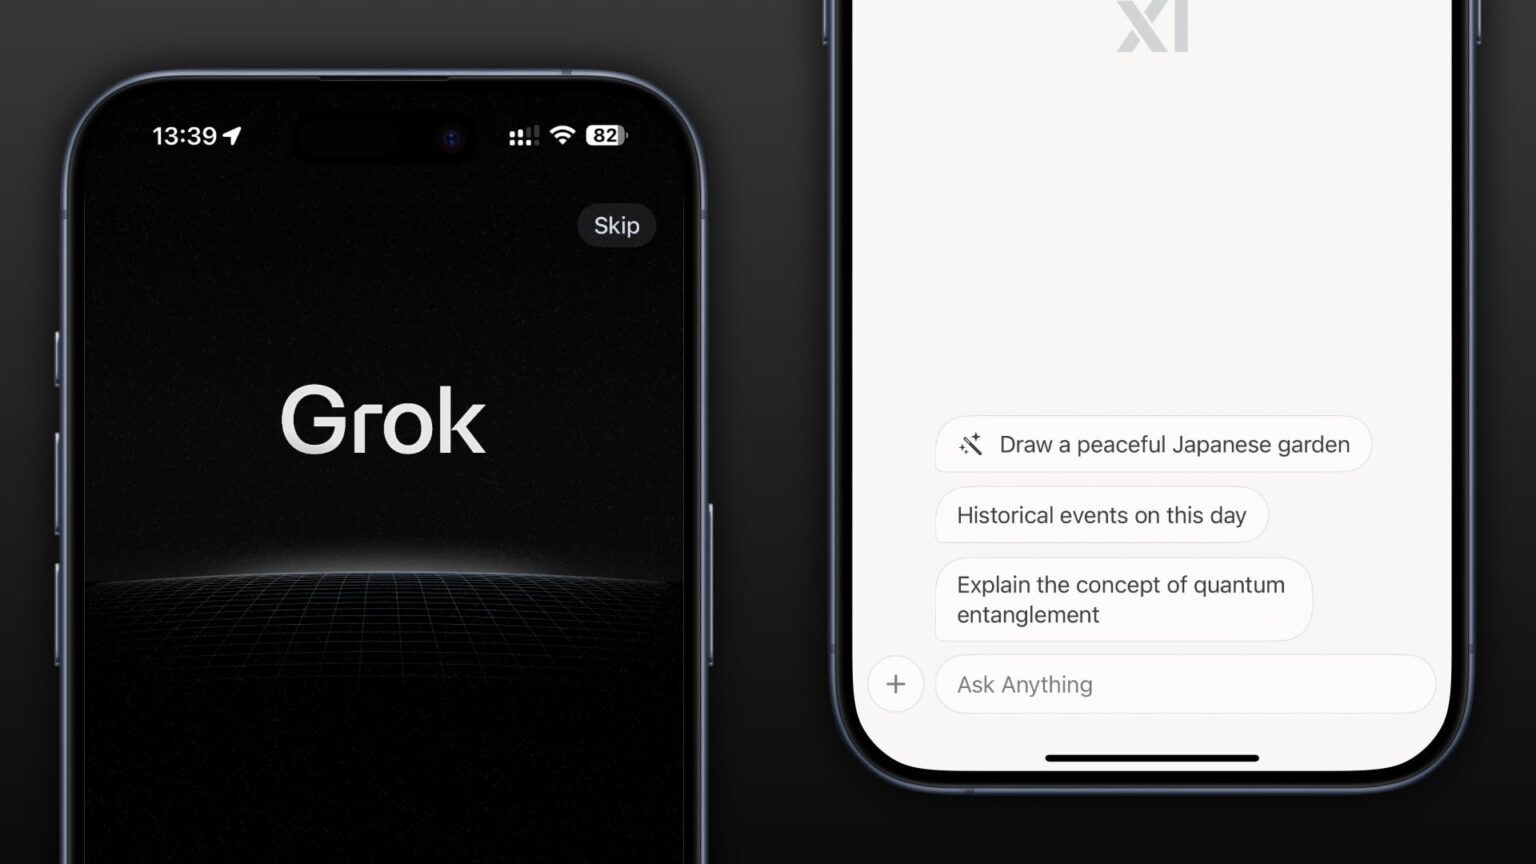 13:39
82
Skip
Grok
xI
Draw a peaceful Japanese garden
Historical events on this day
Explain the concept of quantum
entanglement
Ask Anything